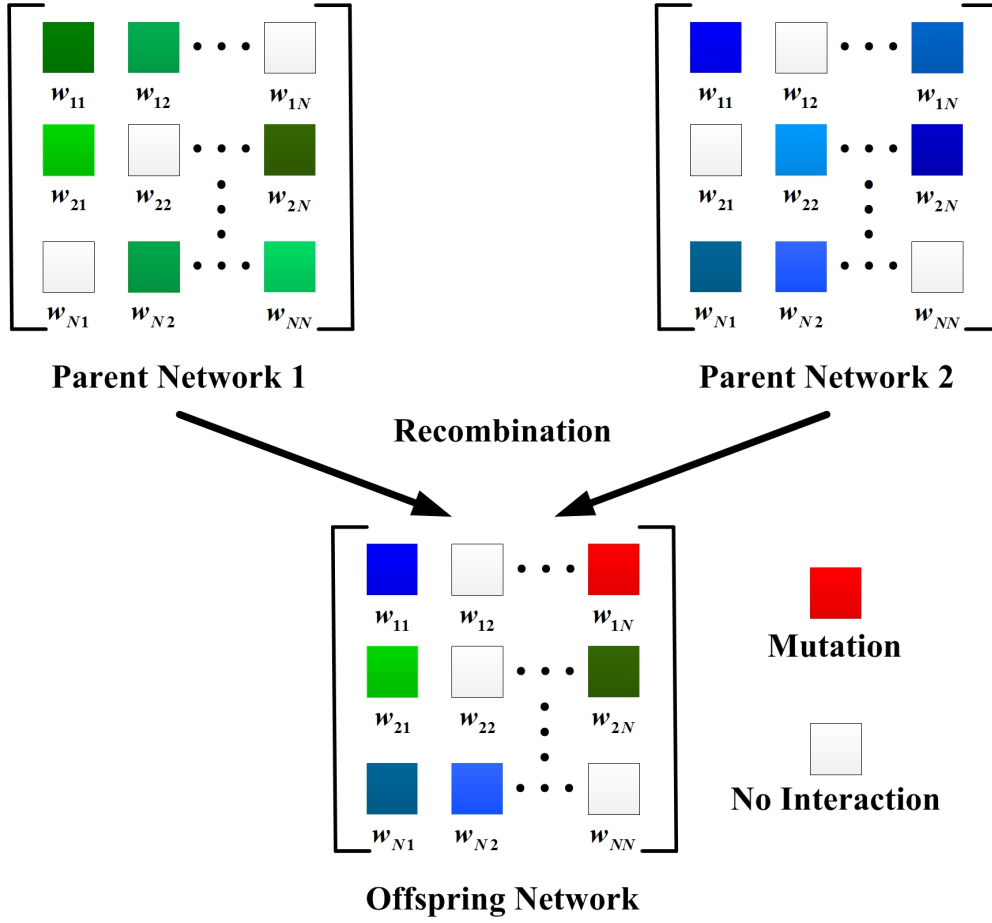 w11 w12 w1N
w21 w22 w2N
wN1 wN2 wNN
Parent Network 1
w11 w12 w1N
w21 w22 w2N
wN1 wN2 wNN
Parent Network 2
Recombination
w11 w12 w1N
w21 w22 w2N
wN1 wN2 wNN
Offspring Network
Mutation
No Interaction